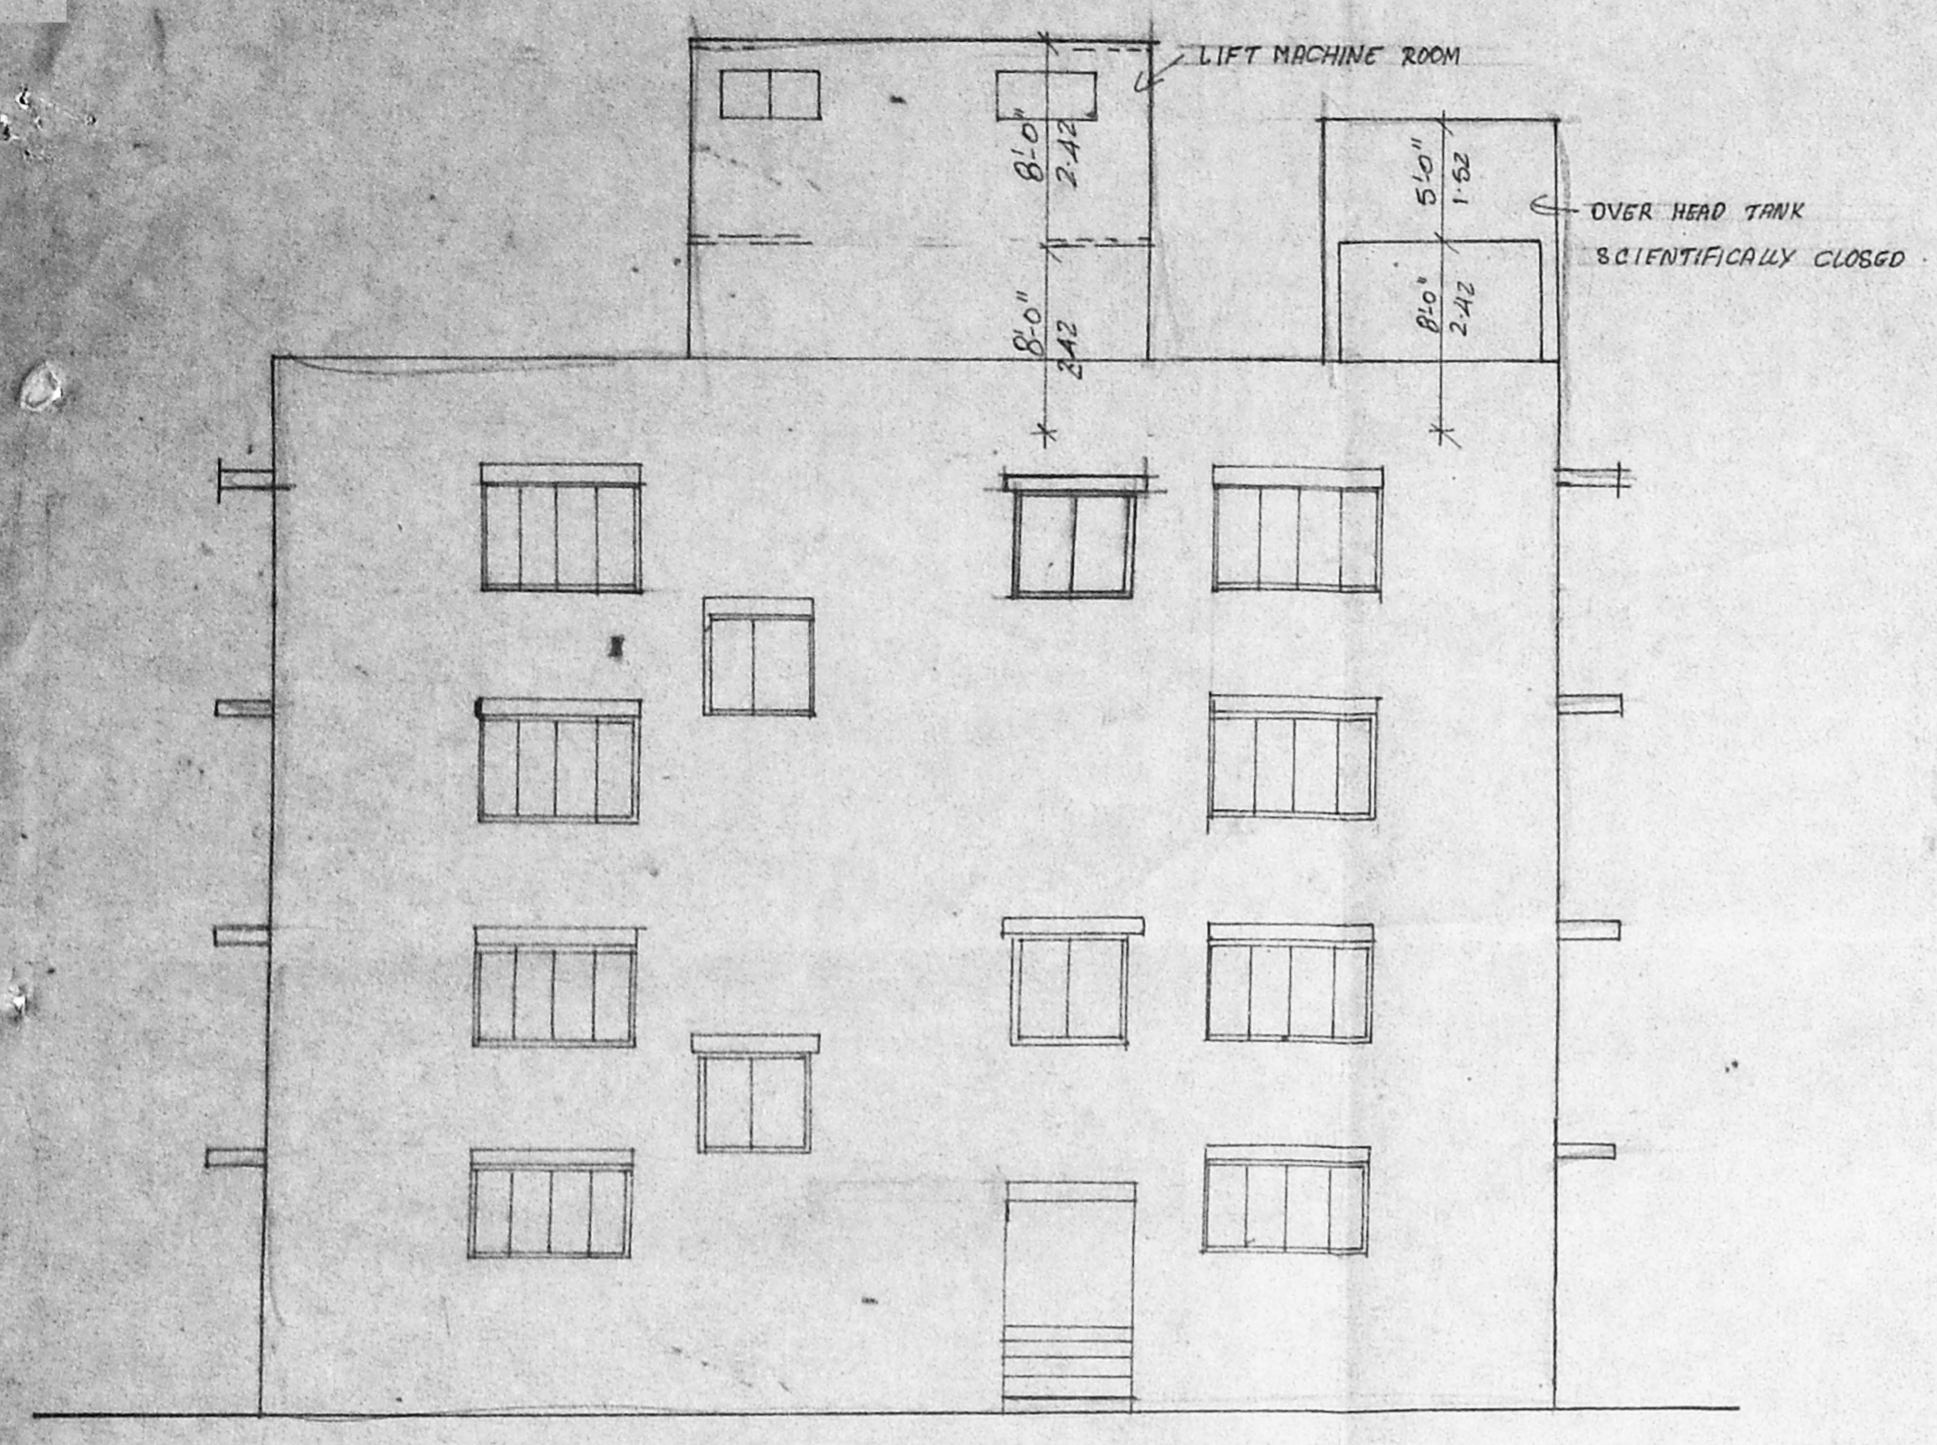 LIFT MACHINE ROOM
8'-0"
2.42
5'-0"
1.52
OVER HEAD TANK
SCIENTIFICALLY CLOSED
8'-0"
2.42
8'-0"
2.42